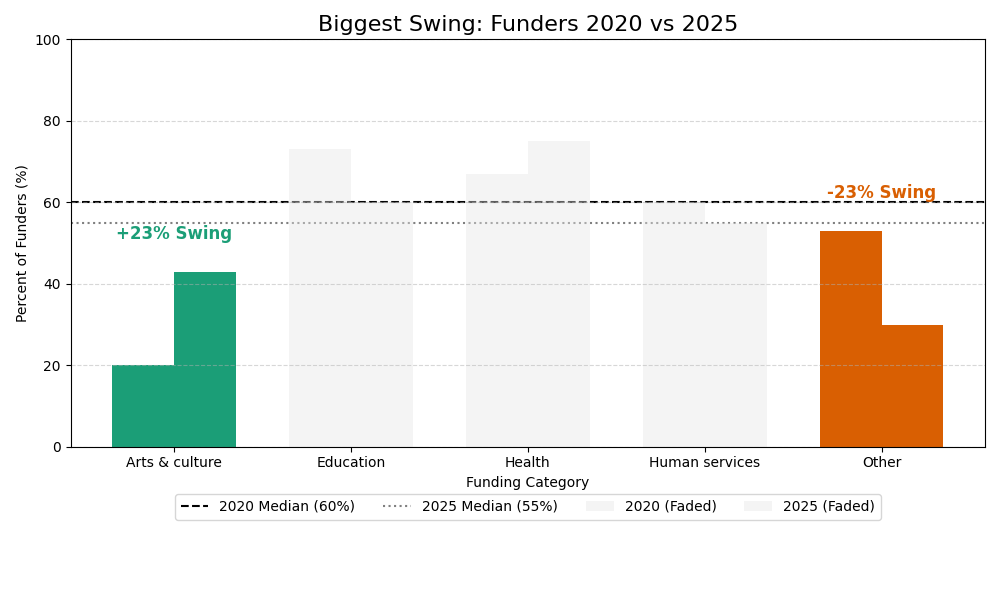 Biggest Swing: Funders 2020 vs 2025
100
80
60
40
20
0
Percent of Funders (%)
+23% Swing
-23% Swing
Arts & culture
Education
Health
Human services
Other
Funding Category
2020 Median (60%)
2025 Median (55%)
2020 (Faded)
2025 (Faded)